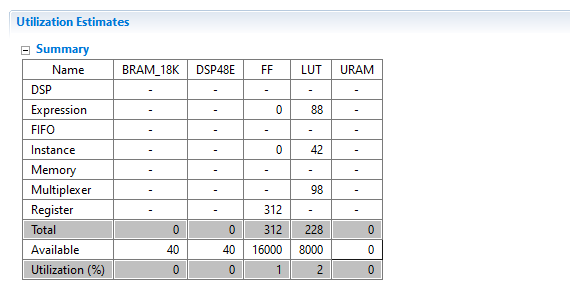 Utilization Estimates
Summary
Name BRAM_18K DSP48E FF LUT URAM
DSP - - - - -
Expression - - 0 88 -
FIFO - - - - -
Instance - - 0 42 -
Memory - - - - -
Multiplexer - - - 98 -
Register - - 312 - -
Total 0 0 312 228 0
Available 40 40 16000 8000 0
Utilization (%) 0 0 1 2 0